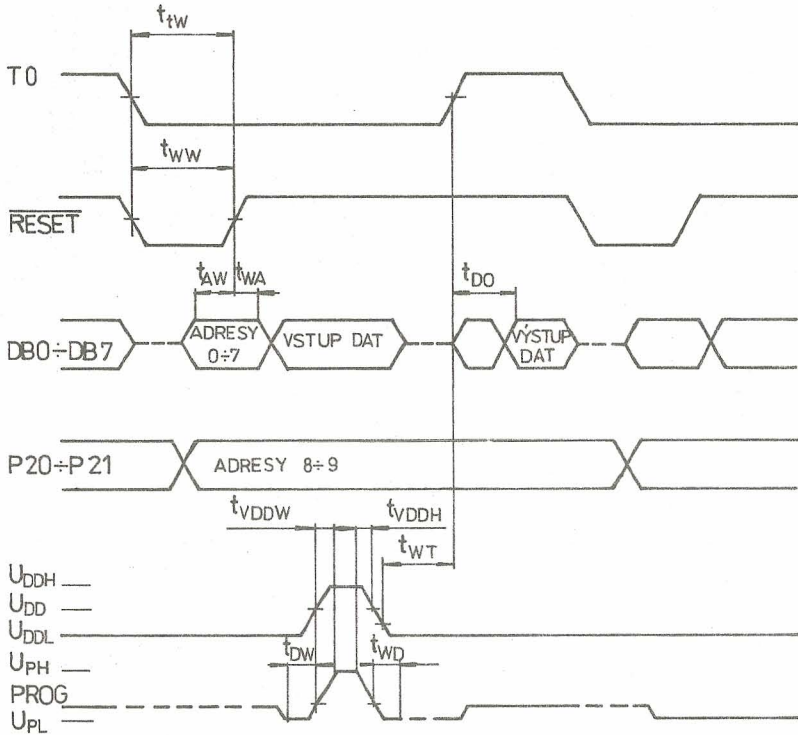 t_tW
T0
t_WW
RESET
t_AW t_WA
t_DO
DB0÷DB7
ADRESY
0÷7
VSTUP DAT
VÝSTUP
DAT
P20÷P21
ADRESY 8÷9
t_VDDW
t_VDDH
t_WT
U_DDH
U_DD
U_DDL
t_DW
t_WD
U_PH
PROG
U_PL